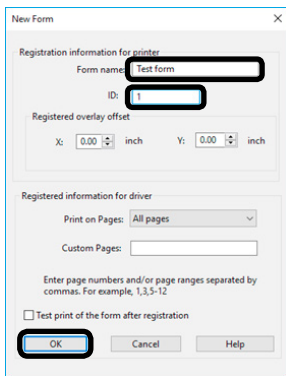 New Form
Registration information for printer
Form name: Test form
ID: 1
Registered overlay offset
X: 0.00 inch Y: 0.00 inch
Registered information for driver
Print on Pages: All pages
Custom Pages:
Enter page numbers and/or page ranges separated by
commas. For example, 1,3,5-12
Test print of the form after registration
OK Cancel Help